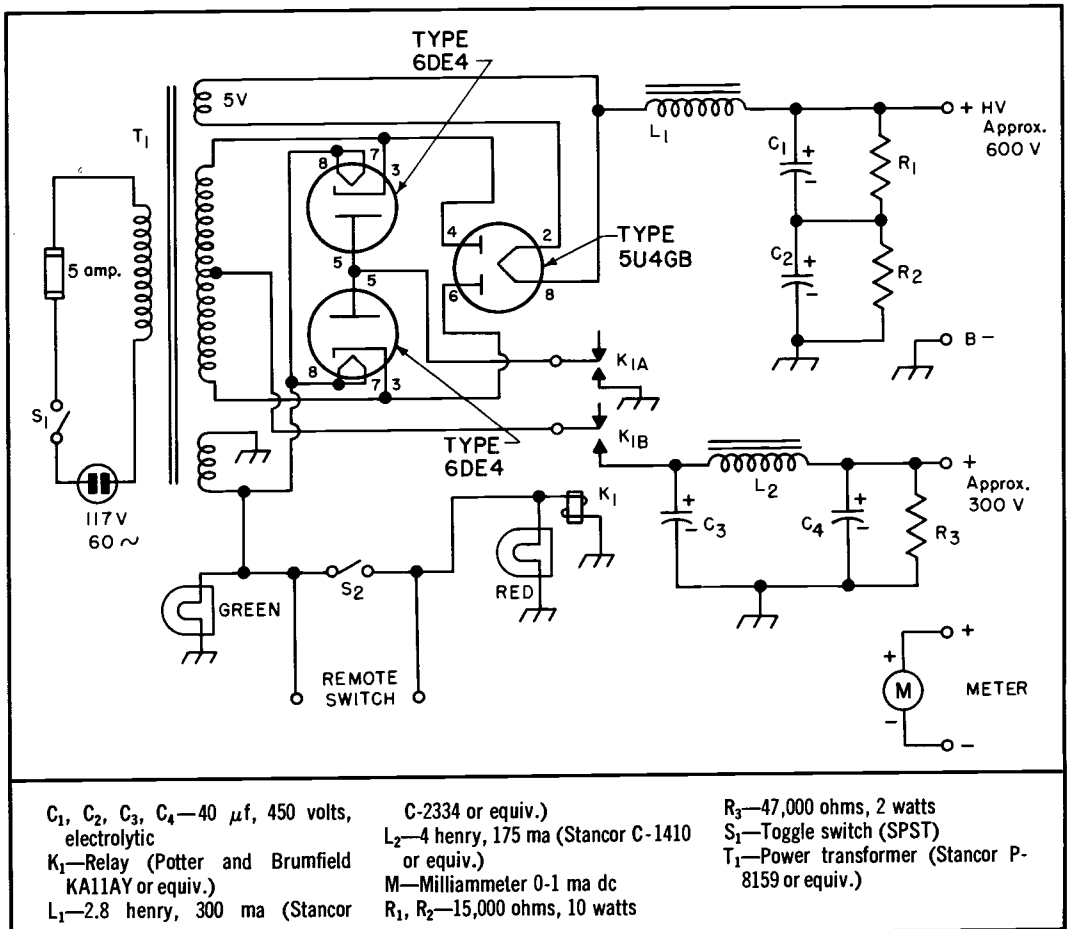 TYPE
6DE4
5V
T1
8
7
3
L1
+ HV
Approx.
600 V
C1
+
−
R1
5 amp.
4
2
6
8
TYPE
5U4GB
5
5
C2
+
−
R2
8
7
3
K1A
B−
S1
TYPE
6DE4
K1B
L2
+
Approx.
300 V
117V
60 ~
K1
C3
+
−
C4
+
−
R3
GREEN
S2
RED
REMOTE
SWITCH
+
+
M
METER
−
−
C1, C2, C3, C4—40 μf, 450 volts,
electrolytic
K1—Relay (Potter and Brumfield
KA11AY or equiv.)
L1—2.8 henry, 300 ma (Stancor
C-2334 or equiv.)
L2—4 henry, 175 ma (Stancor C-1410
or equiv.)
M—Milliammeter 0-1 ma dc
R1, R2—15,000 ohms, 10 watts
R3—47,000 ohms, 2 watts
S1—Toggle switch (SPST)
T1—Power transformer (Stancor P-
8159 or equiv.)